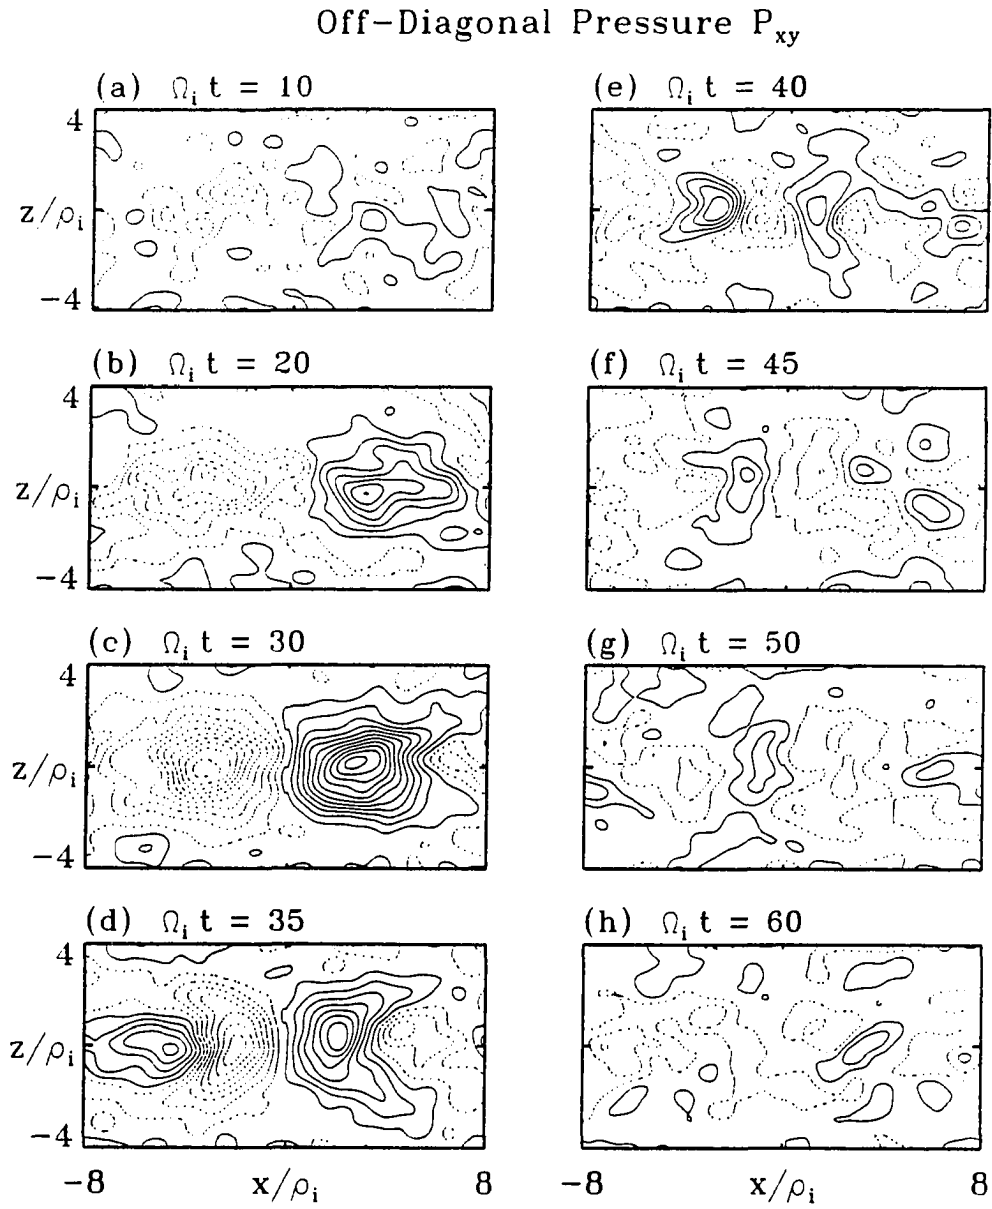 Off-Diagonal Pressure P_xy
(a) Ω_i t = 10
4
z/ρ_i
-4
(b) Ω_i t = 20
4
z/ρ_i
-4
(c) Ω_i t = 30
4
z/ρ_i
-4
(d) Ω_i t = 35
4
z/ρ_i
-4
-8 x/ρ_i 8
(e) Ω_i t = 40
(f) Ω_i t = 45
(g) Ω_i t = 50
(h) Ω_i t = 60
-8 x/ρ_i 8